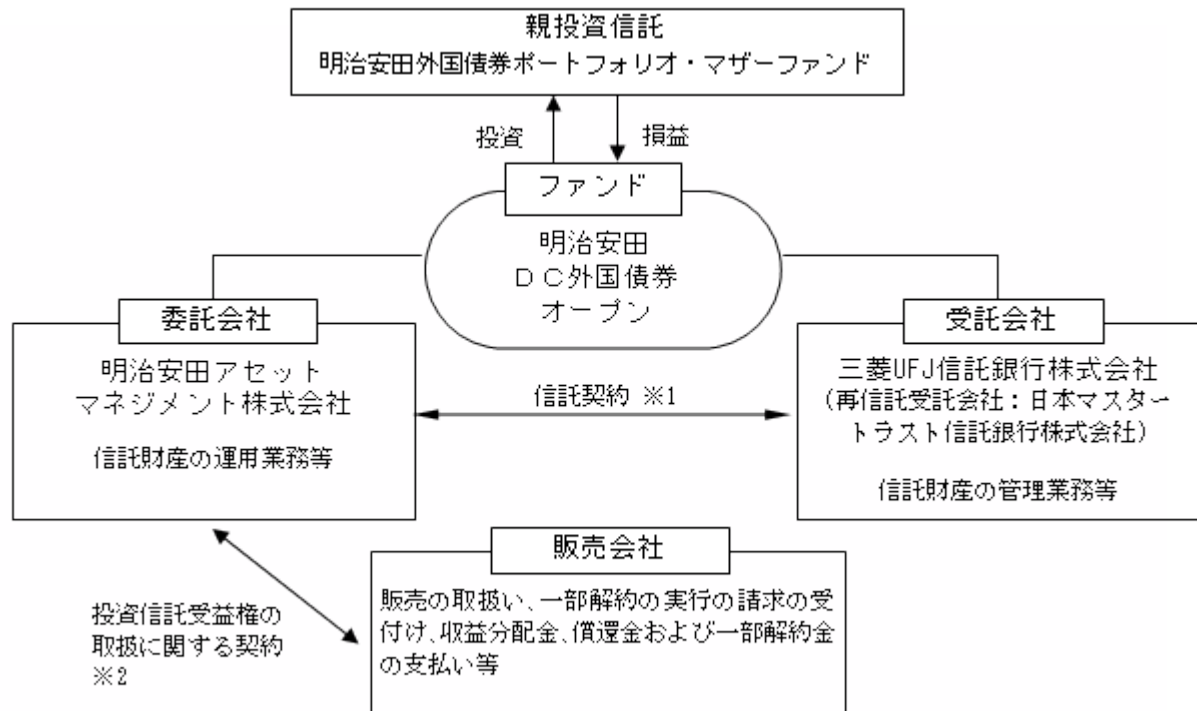 親投資信託
明治安田外国債券ポートフォリオ・マザーファンド
投資
損益
ファンド
明治安田
DC外国債券
オープン
委託会社
明治安田アセット
マネジメント株式会社
信託財産の運用業務等
信託契約 ※1
受託会社
三菱UFJ信託銀行株式会社
(再信託受託会社:日本マスター
トラスト信託銀行株式会社)
信託財産の管理業務等
投資信託受益権の
取扱に関する契約
※2
販売会社
販売の取扱い、一部解約の実行の請求の受
付け、収益分配金、償還金および一部解約金
の支払い等